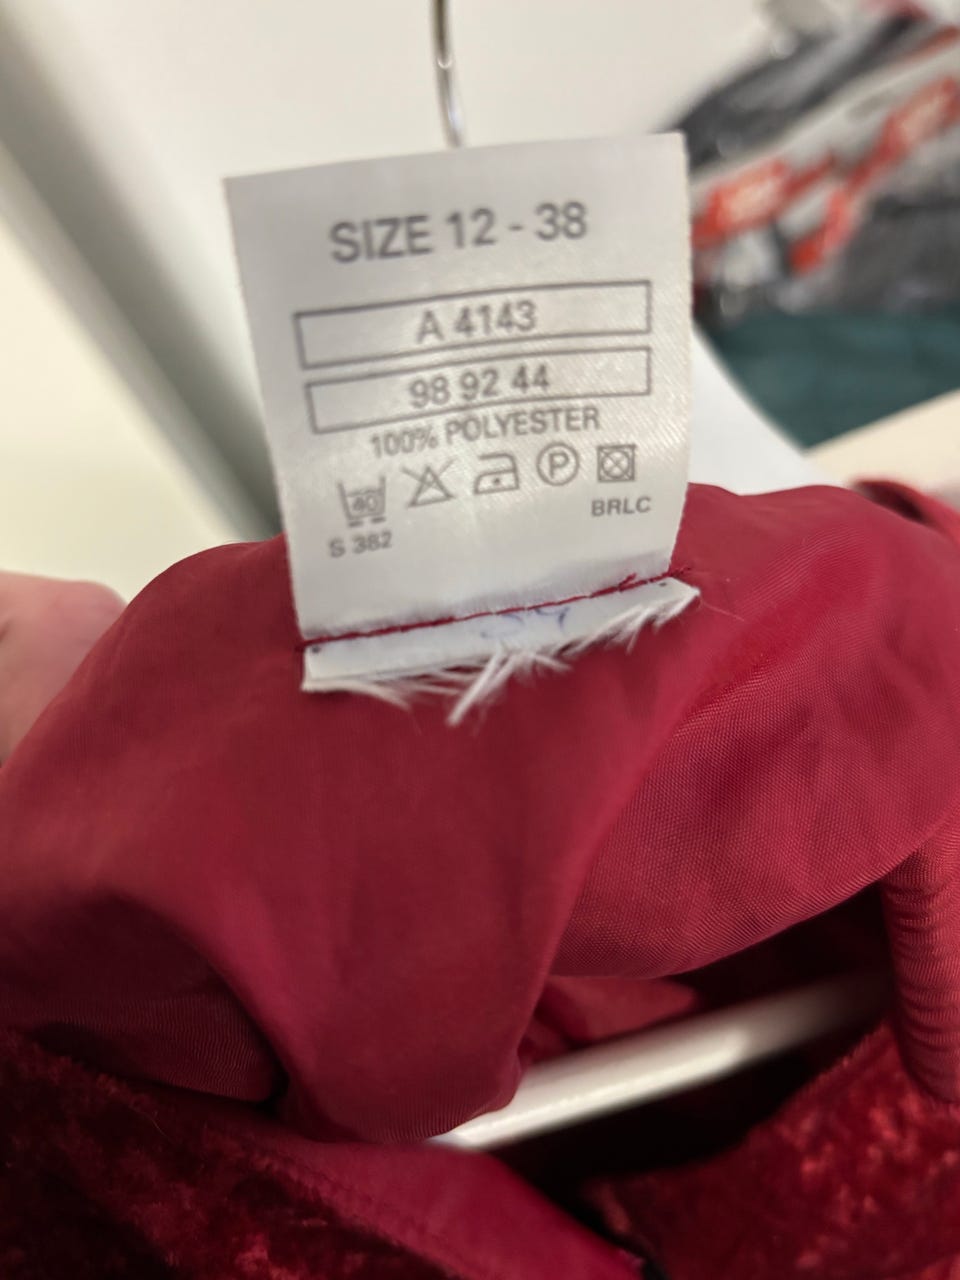 SIZE 12 - 38
A 4143
98 92 44
100% POLYESTER
40 P
BRLC
S 382